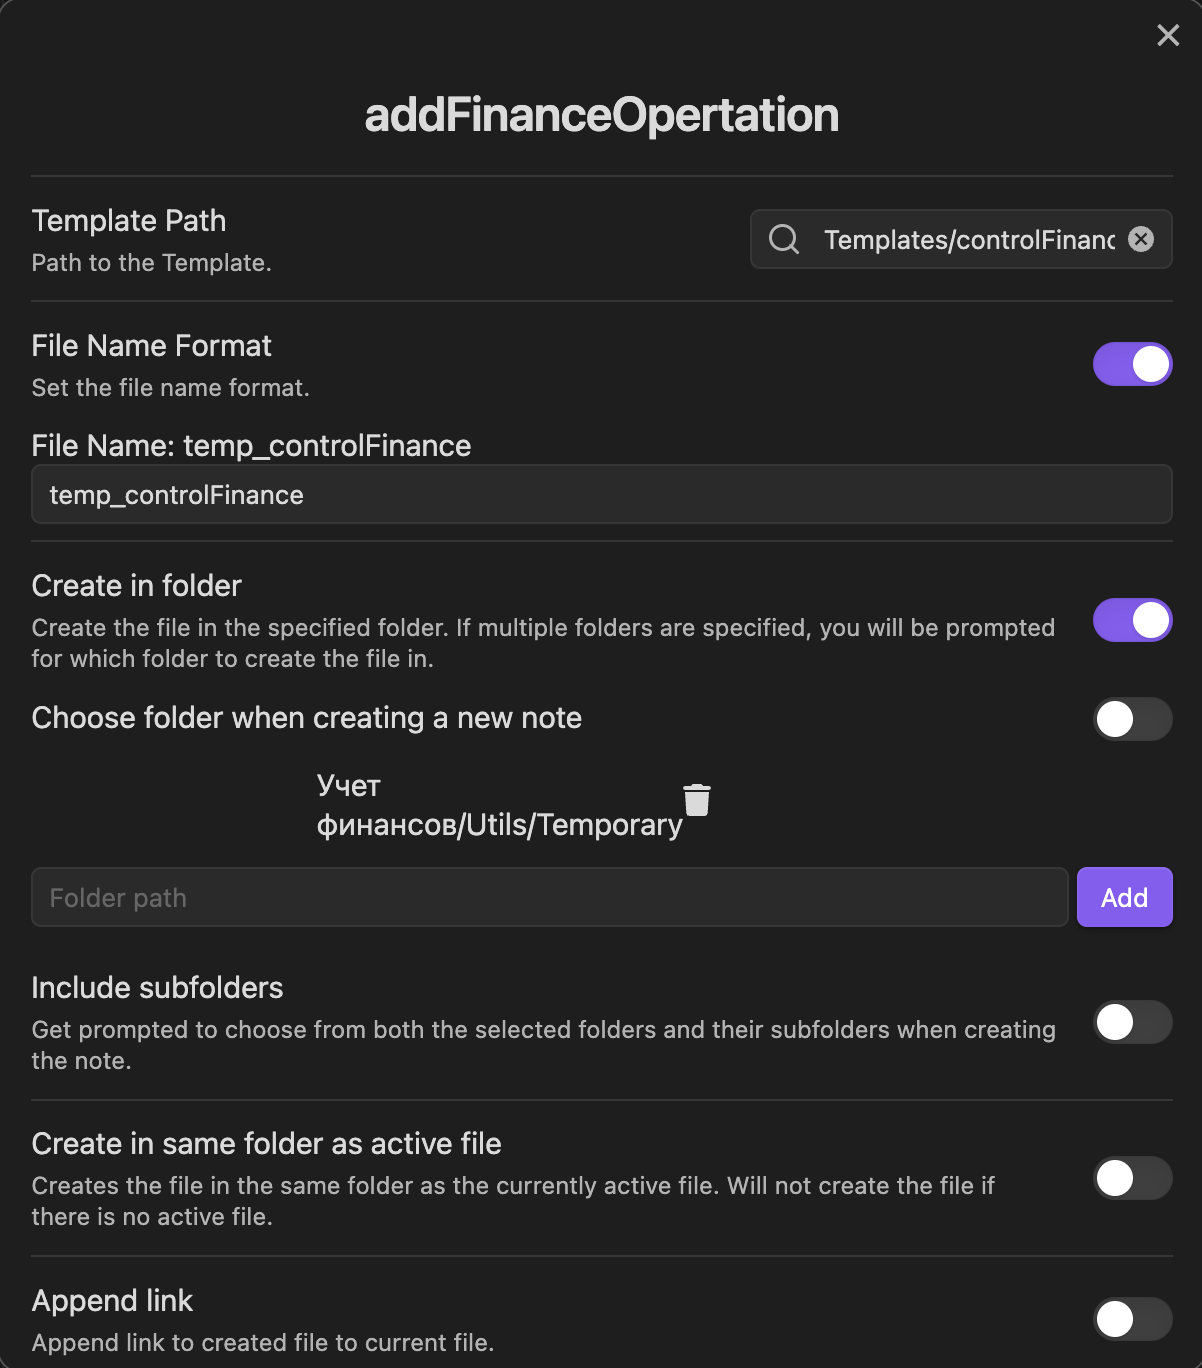 addFinanceOpertation
Template Path
Path to the Template.
Templates/controlFinanc
File Name Format
Set the file name format.
File Name: temp_controlFinance
temp_controlFinance
Create in folder
Create the file in the specified folder. If multiple folders are specified, you will be prompted
for which folder to create the file in.
Choose folder when creating a new note
Учет
финансов/Utils/Temporary
Folder path
Add
Include subfolders
Get prompted to choose from both the selected folders and their subfolders when creating
the note.
Create in same folder as active file
Creates the file in the same folder as the currently active file. Will not create the file if
there is no active file.
Append link
Append link to created file to current file.